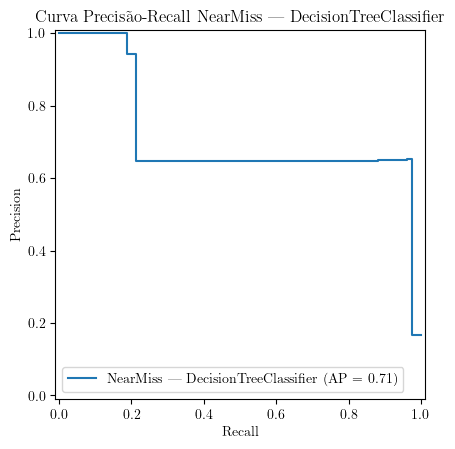 Curva Precisão-Recall NearMiss — DecisionTreeClassifier
1.0
0.8
0.6
0.4
0.2
0.0
Precision
NearMiss — DecisionTreeClassifier (AP = 0.71)
0.0 0.2 0.4 0.6 0.8 1.0
Recall